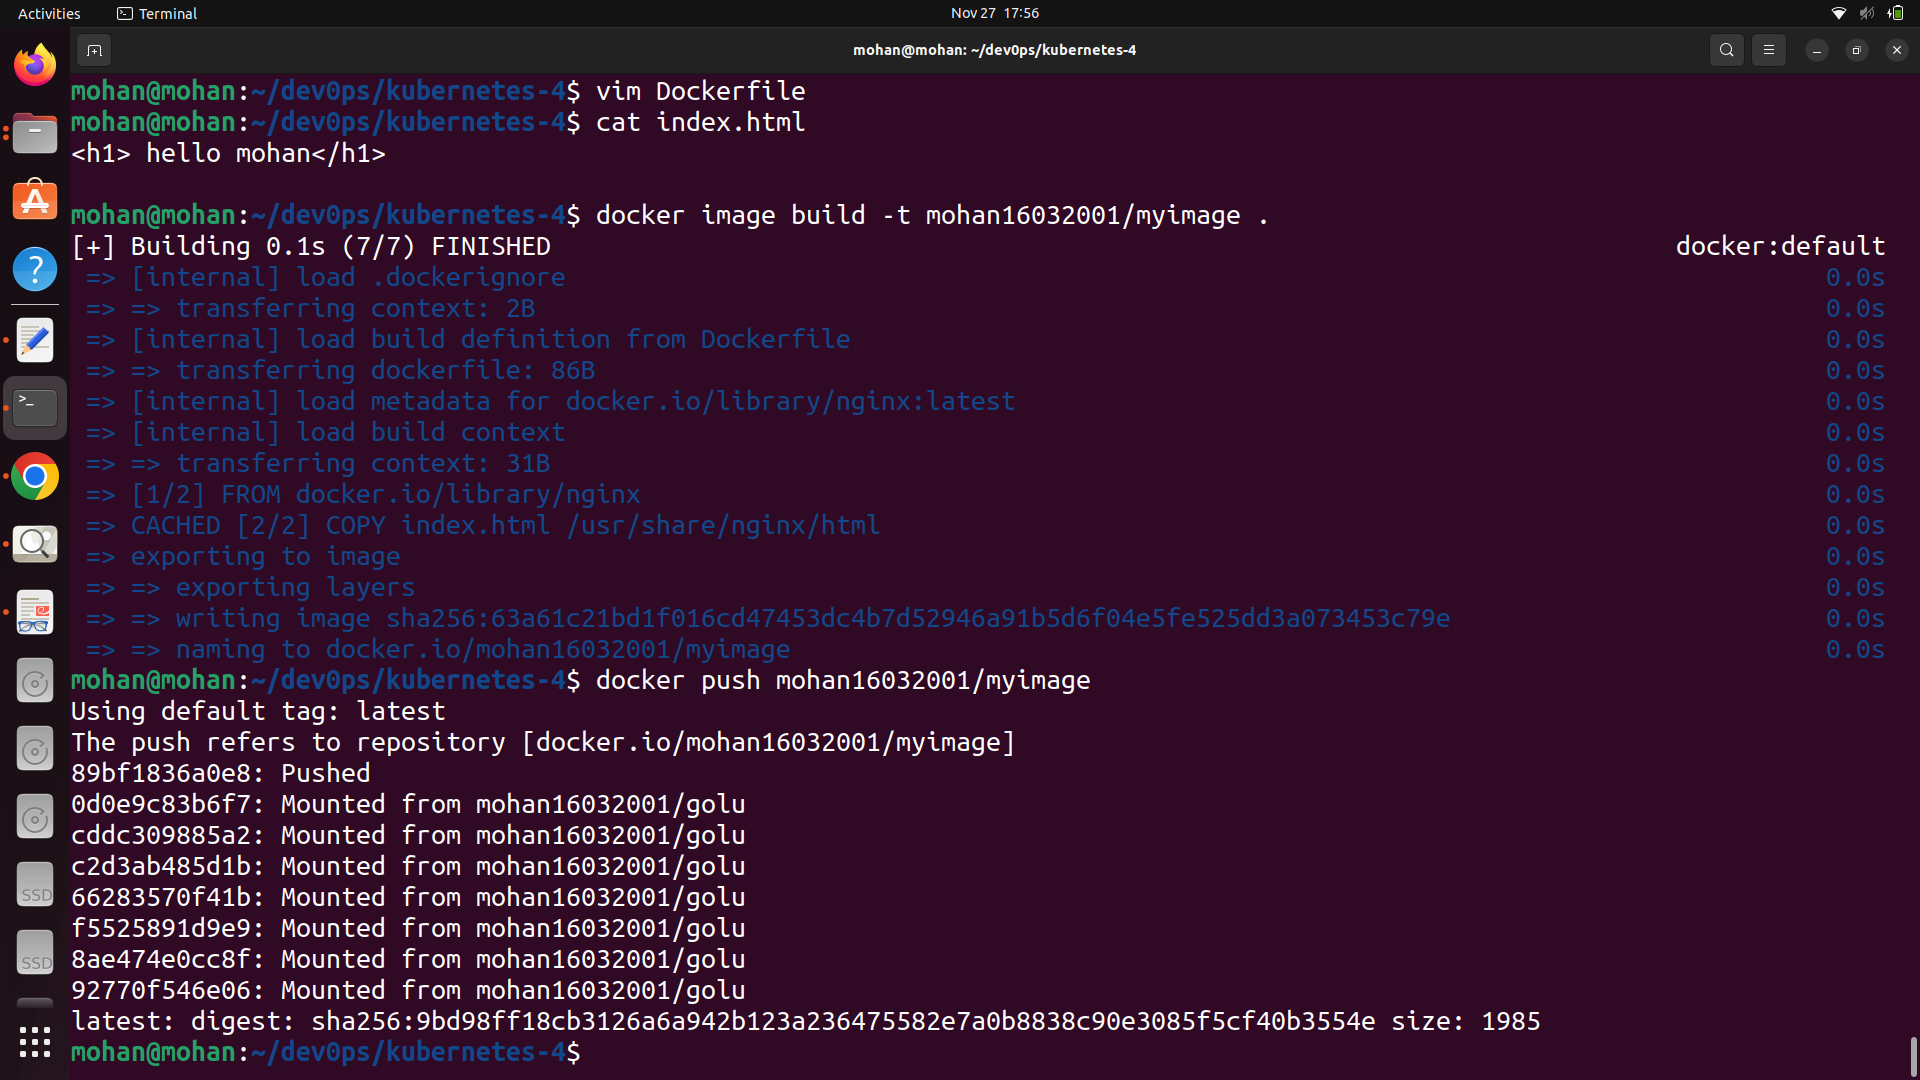 Activities
Terminal
Nov 27 17:56
mohan@mohan: ~/dev0ps/kubernetes-4
mohan@mohan:~/dev0ps/kubernetes-4$ vim Dockerfile
mohan@mohan:~/dev0ps/kubernetes-4$ cat index.html
<h1> hello mohan</h1>
mohan@mohan:~/dev0ps/kubernetes-4$ docker image build -t mohan16032001/myimage .
[+] Building 0.1s (7/7) FINISHED docker:default
=> [internal] load .dockerignore 0.0s
=> => transferring context: 2B 0.0s
=> [internal] load build definition from Dockerfile 0.0s
=> => transferring dockerfile: 86B 0.0s
=> [internal] load metadata for docker.io/library/nginx:latest 0.0s
=> [internal] load build context 0.0s
=> => transferring context: 31B 0.0s
=> [1/2] FROM docker.io/library/nginx 0.0s
=> CACHED [2/2] COPY index.html /usr/share/nginx/html 0.0s
=> exporting to image 0.0s
=> => exporting layers 0.0s
=> => writing image sha256:63a61c21bd1f016cd47453dc4b7d52946a91b5d6f04e5fe525dd3a073453c79e 0.0s
=> => naming to docker.io/mohan16032001/myimage 0.0s
mohan@mohan:~/dev0ps/kubernetes-4$ docker push mohan16032001/myimage
Using default tag: latest
The push refers to repository [docker.io/mohan16032001/myimage]
89bf1836a0e8: Pushed
0d0e9c83b6f7: Mounted from mohan16032001/golu
cddc309885a2: Mounted from mohan16032001/golu
c2d3ab485d1b: Mounted from mohan16032001/golu
66283570f41b: Mounted from mohan16032001/golu
f5525891d9e9: Mounted from mohan16032001/golu
8ae474e0cc8f: Mounted from mohan16032001/golu
92770f546e06: Mounted from mohan16032001/golu
latest: digest: sha256:9bd98ff18cb3126a6a942b123a236475582e7a0b8838c90e3085f5cf40b3554e size: 1985
mohan@mohan:~/dev0ps/kubernetes-4$
SSD
SSD